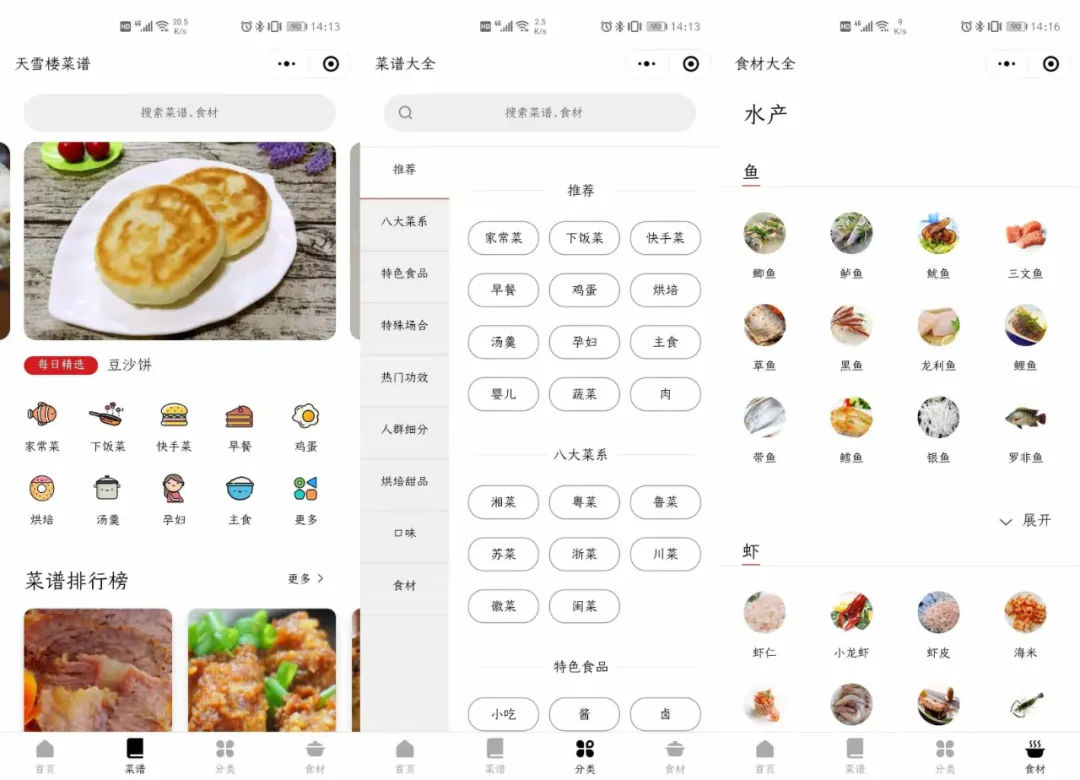 HD 4G 20.5 K/s 90 14:13
天雪楼菜谱
搜索菜谱、食材
每日精选 豆沙饼
家常菜 下饭菜 快手菜 早餐 鸡蛋
烘培 汤羹 孕妇 主食 更多
菜谱排行榜 更多
首页 菜谱 分类 食材
HD 4G 2.5 K/s 90 14:13
菜谱大全
搜索菜谱、食材
推荐
八大菜系
特色食品
特殊场合
热门功效
人群细分
烘培甜品
口味
食材
推荐
家常菜 下饭菜 快手菜
早餐 鸡蛋 烘培
汤羹 孕妇 主食
婴儿 蔬菜 肉
八大菜系
湘菜 粤菜 鲁菜
苏菜 浙菜 川菜
徽菜 闽菜
特色食品
小吃 酱 卤
首页 菜谱 分类 食材
HD 4G 9 K/s 90 14:16
食材大全
水产
鱼
鲫鱼 鲈鱼 鱿鱼 三文鱼
草鱼 黑鱼 龙利鱼 鲤鱼
带鱼 鳕鱼 银鱼 罗非鱼
展开
虾
虾仁 小龙虾 虾皮 海米
首页 菜谱 分类 食材